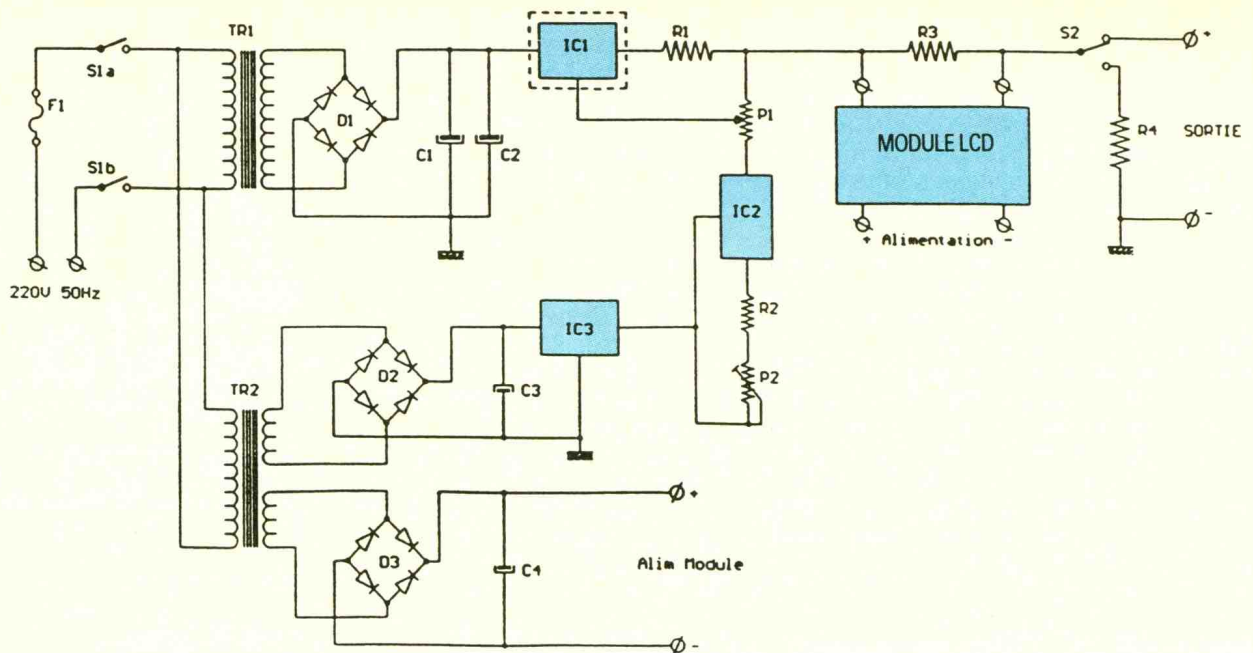 TR1
S1a
F1
S1b
220V 50Hz
D1
C1
C2
IC1
R1
P1
R3
S2
+
MODULE LCD
R4
SORTIE
-
+ Alimentation -
IC2
R2
P2
IC3
TR2
D2
C3
D3
C4
+
Alim Module
-